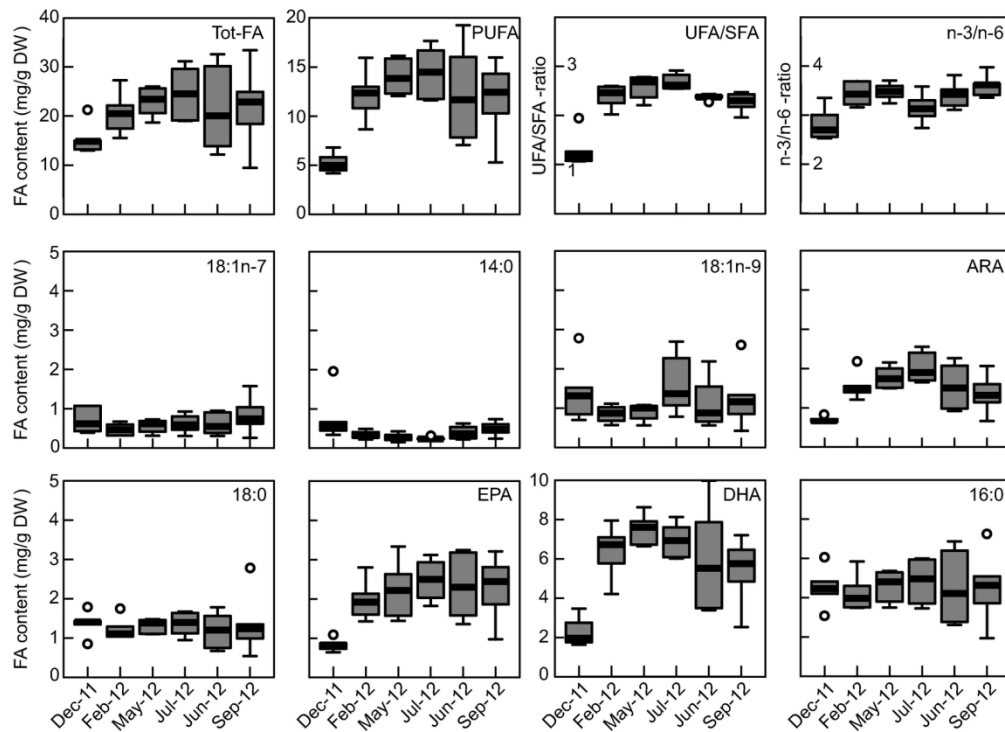 Tot-FA
PUFA
UFA/SFA
n-3/n-6
FA content (mg/g DW)
40
30
20
10
0
20
15
10
5
0
UFA/SFA -ratio
3
1
n-3/n-6 -ratio
4
2
18:1n-7
14:0
18:1n-9
ARA
FA content (mg/g DW)
5
4
3
2
1
0
18:0
EPA
DHA
16:0
FA content (mg/g DW)
5
4
3
2
1
0
10
8
6
4
2
0
Dec-11
Feb-12
May-12
Jul-12
Jun-12
Sep-12
Dec-11
Feb-12
May-12
Jul-12
Jun-12
Sep-12
Dec-11
Feb-12
May-12
Jul-12
Jun-12
Sep-12
Dec-11
Feb-12
May-12
Jul-12
Jun-12
Sep-12